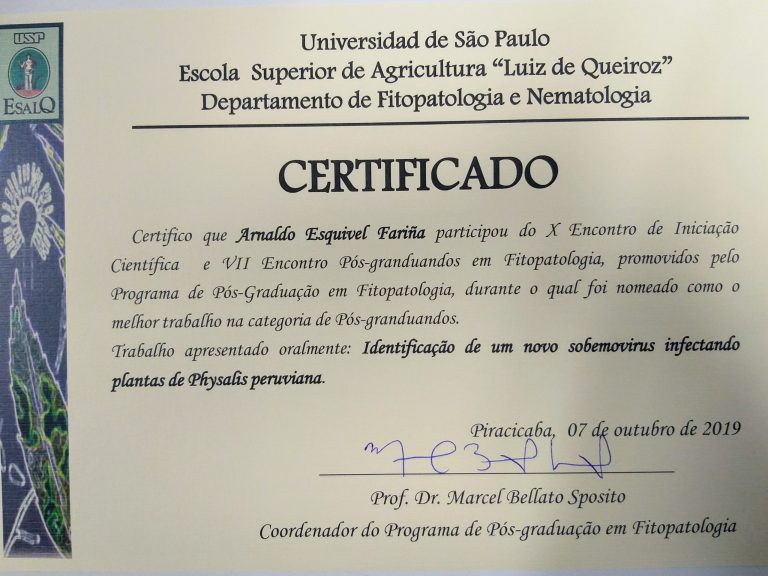 USP
ESALQ
Universidad de São Paulo
Escola Superior de Agricultura “Luiz de Queiroz”
Departamento de Fitopatologia e Nematologia
CERTIFICADO
Certifico que Arnaldo Esquivel Fariña participou do X Encontro de Iniciação
Científica e VII Encontro Pós-granduandos em Fitopatologia, promovidos pelo
Programa de Pós-Graduação em Fitopatologia, durante o qual foi nomeado como o
melhor trabalho na categoria de Pós-granduandos.
Trabalho apresentado oralmente: Identificação de um novo sobemovirus infectando
plantas de Physalis peruviana.
Piracicaba, 07 de outubro de 2019
Prof. Dr. Marcel Bellato Sposito
Coordenador do Programa de Pós-graduação em Fitopatologia